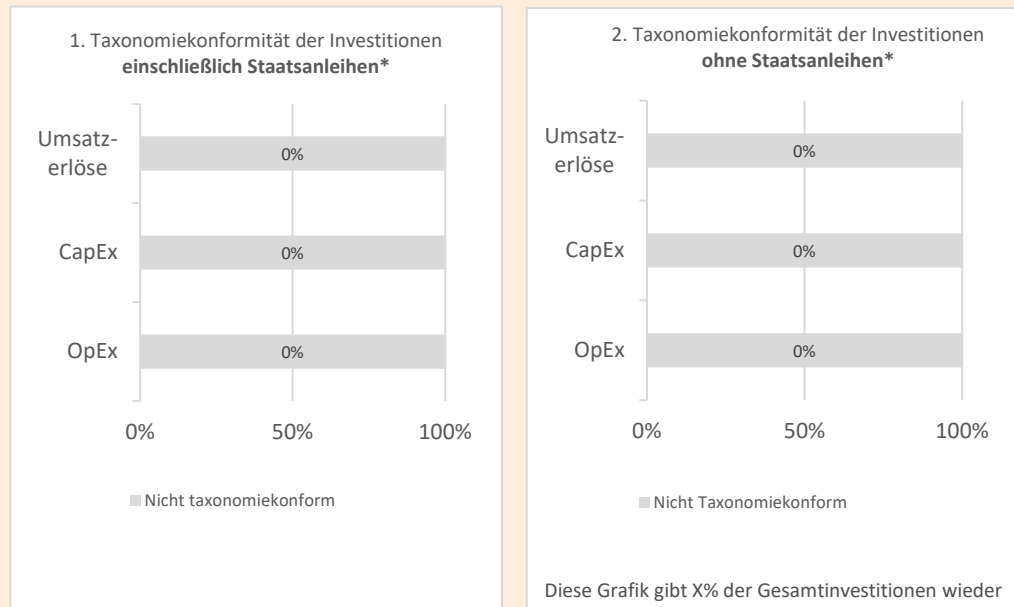 1. Taxonomiekonformität der Investitionen
einschließlich Staatsanleihen*
Umsatz-
erlöse
0%
CapEx
0%
OpEx
0%
0%
50%
100%
Nicht taxonomiekonform
2. Taxonomiekonformität der Investitionen
ohne Staatsanleihen*
Umsatz-
erlöse
0%
CapEx
0%
OpEx
0%
0%
50%
100%
Nicht Taxonomiekonform
Diese Grafik gibt X% der Gesamtinvestitionen wieder